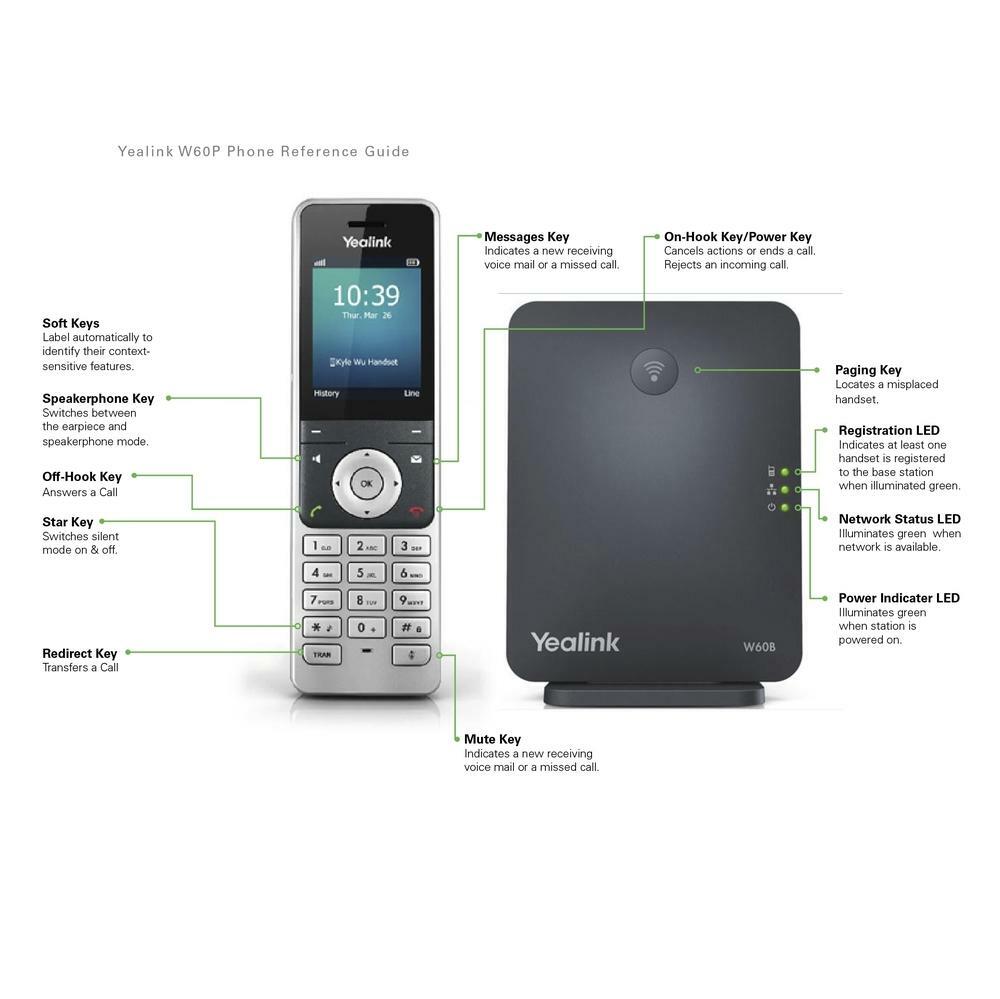 Yealink W60P Phone Reference Guide
Messages Key
Indicates a new receiving
voice mail or a missed call.
On-Hook Key/Power Key
Cancels actions or ends a call.
Rejects an incoming call.
Soft Keys
Label automatically to
identify their context-
sensitive features.
Speakerphone Key
Switches between
the earpiece and
speakerphone mode.
Off-Hook Key
Answers a Call
Star Key
Switches silent
mode on & off.
Redirect Key
Transfers a Call
Yealink
10:39
Thur. Mar 26
Kyle Wu Handset
History Line
OK
1 2 ABC 3 DEF
4 GHI 5 JKL 6 MNO
7 PQRS 8 TUV 9 WXYZ
* 0 + #
TRAN
Mute Key
Indicates a new receiving
voice mail or a missed call.
Paging Key
Locates a misplaced
handset.
Registration LED
Indicates at least one
handset is registered
to the base station
when illuminated green.
Network Status LED
Illuminates green when
network is available.
Power Indicater LED
Illuminates green
when station is
powered on.
Yealink W60B